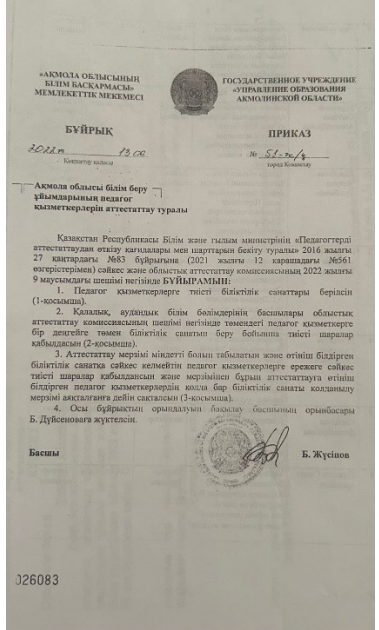 «АҚМОЛА ОБЛЫСЫНЫҢ
БІЛІМ БАСҚАРМАСЫ»
МЕМЛЕКЕТТІК МЕКЕМЕСІ
ГОСУДАРСТВЕННОЕ УЧРЕЖДЕНИЕ
«УПРАВЛЕНИЕ ОБРАЗОВАНИЯ
АКМОЛИНСКОЙ ОБЛАСТИ»
БҰЙРЫҚ
ПРИКАЗ
2022ж 13.06
№ 51-ж/қ
Көкшетау қаласы
город Кокшетау
Ақмола облысы білім беру
ұйымдарының педагог
қызметкерлерін аттестаттау туралы
Қазақстан Республикасы Білім және ғылым министрінің «Педагогтерді
аттестаттаудан өткізу қағидалары мен шарттарын бекіту туралы» 2016 жылғы
27 қаңтардағы №83 бұйрығына (2021 жылғы 12 қарашадағы №561
өзгерістерімен) сәйкес және облыстық аттестаттау комиссиясының 2022 жылғы
9 маусымдағы шешімі негізінде БҰЙЫРАМЫН:
1. Педагог қызметкерлерге тиісті біліктілік санаттары берілсін
(1-қосымша).
2. Қалалық, аудандық білім бөлімдерінің басшылары облыстық
аттестаттау комиссиясының шешімі негізінде төмендегі педагог қызметкерге
бір деңгейге төмен біліктілік санатын беру бойынша тиісті шаралар
қабылдасын (2-қосымша).
3. Аттестаттау мерзімі міндетті болып табылатын және өтініш білдірген
біліктілік санатқа сәйкес келмейтін педагог қызметкерлерге ережеге сәйкес
тиісті шаралар қабылдансын және мерзімінен бұрын аттестаттауға өтініш
білдірген педагог қызметкерлердің қолда бар біліктілік санаты қолданылу
мерзімі аяқталғанға дейін сақталсын (3-қосымша).
4. Осы бұйрықтың орындалуын бақылау басшының орынбасары
Б. Дүйсеноваға жүктелсін.
Басшы
Б. Жүсіпов
026083